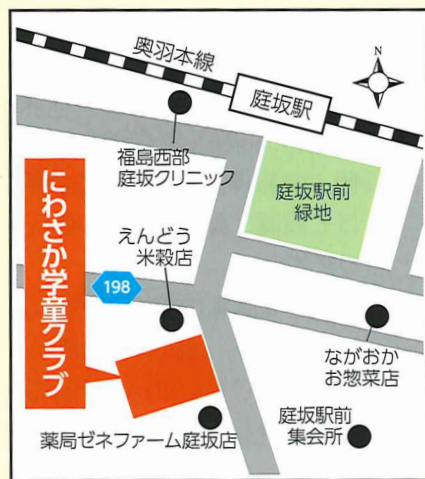 奥羽本線
N
庭坂駅
福島西部
庭坂クリニック
庭坂駅前
緑地
にわさか学童クラブ
えんどう
米穀店
198
ながおか
お惣菜店
薬局ゼネファーム庭坂店
庭坂駅前
集会所